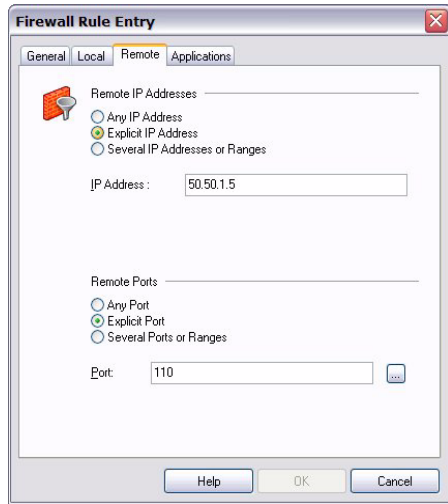 Firewall Rule Entry
General Local Remote Applications
Remote IP Addresses
Any IP Address
Explicit IP Address
Several IP Addresses or Ranges
IP Address : 50.50.1.5
Remote Ports
Any Port
Explicit Port
Several Ports or Ranges
Port: 110 ...
Help OK Cancel